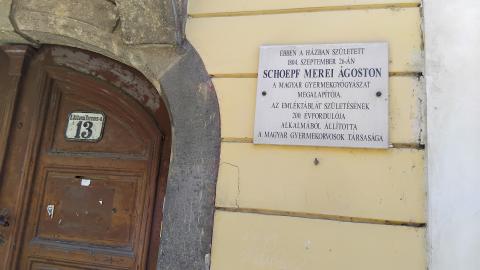 13
EBBEN A HÁZBAN SZÜLETETT
1804. SZEPTEMBER 24-ÁN
SCHOEPF MEREI ÁGOSTON
A MAGYAR GYERMEKGYÓGYÁSZAT
MEGALAPÍTÓJA.
AZ EMLÉKTÁBLÁT SZÜLETÉSÉNEK
200. ÉVFORDULÓJA
ALKALMÁBÓL ÁLLÍTOTTA
A MAGYAR GYERMEKORVOSOK TÁRSASÁGA